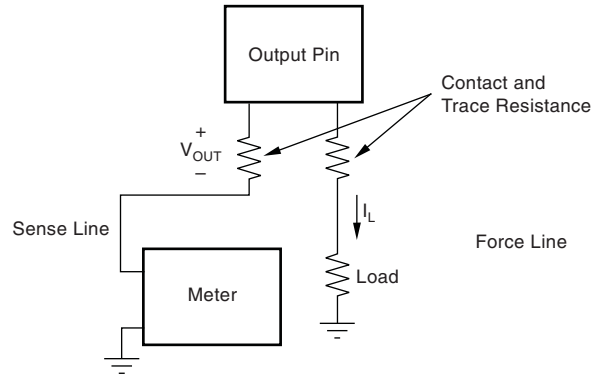 Output Pin
Contact and
Trace Resistance
+
VOUT
–
IL
Sense Line
Force Line
Meter
Load